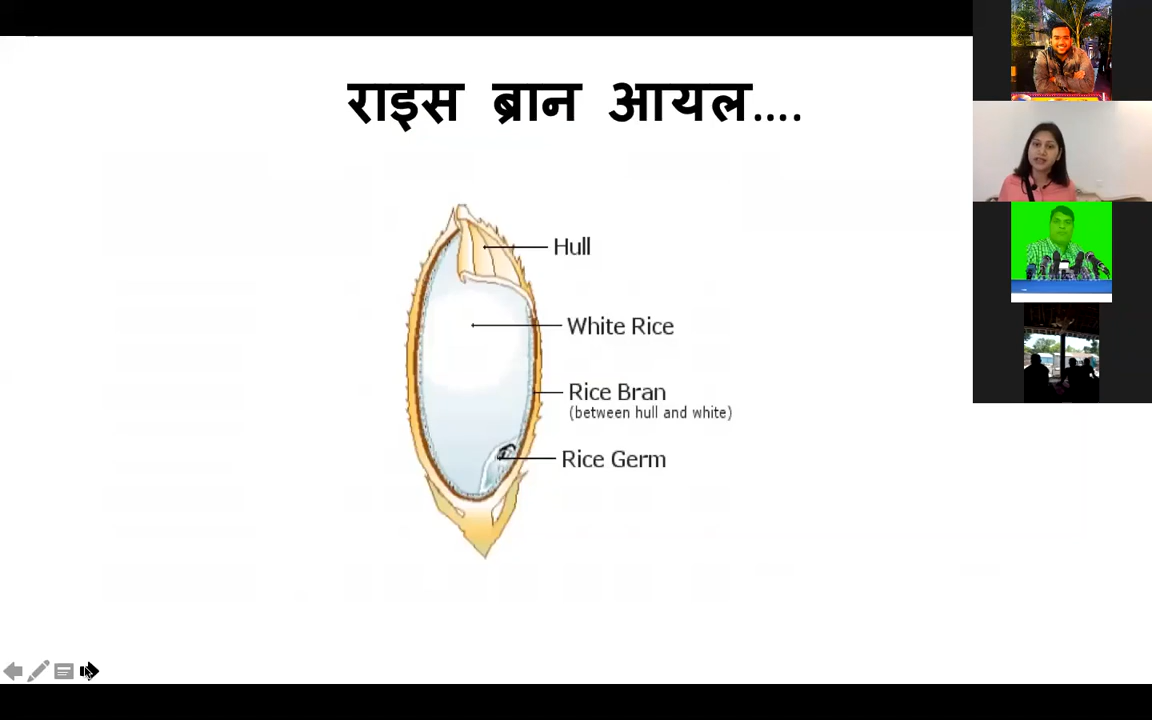 राइस ब्रान आयल....
Hull
White Rice
Rice Bran
(between hull and white)
Rice Germ